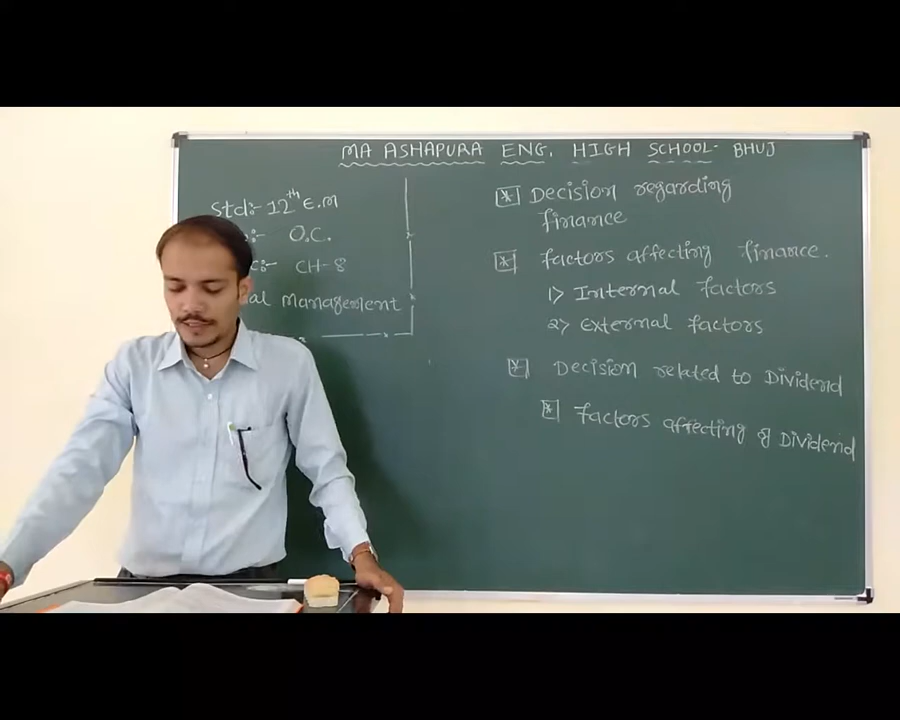 MA ASHAPURA ENG. HIGH SCHOOL- BHUJ
Std:- 12th E.M
:- O.C.
:- CH-8
al management
* Decision regarding
finance
* factors affecting finance.
1> Internal factors
2> External factors
* Decision related to Dividend
* factors affecting of Dividend